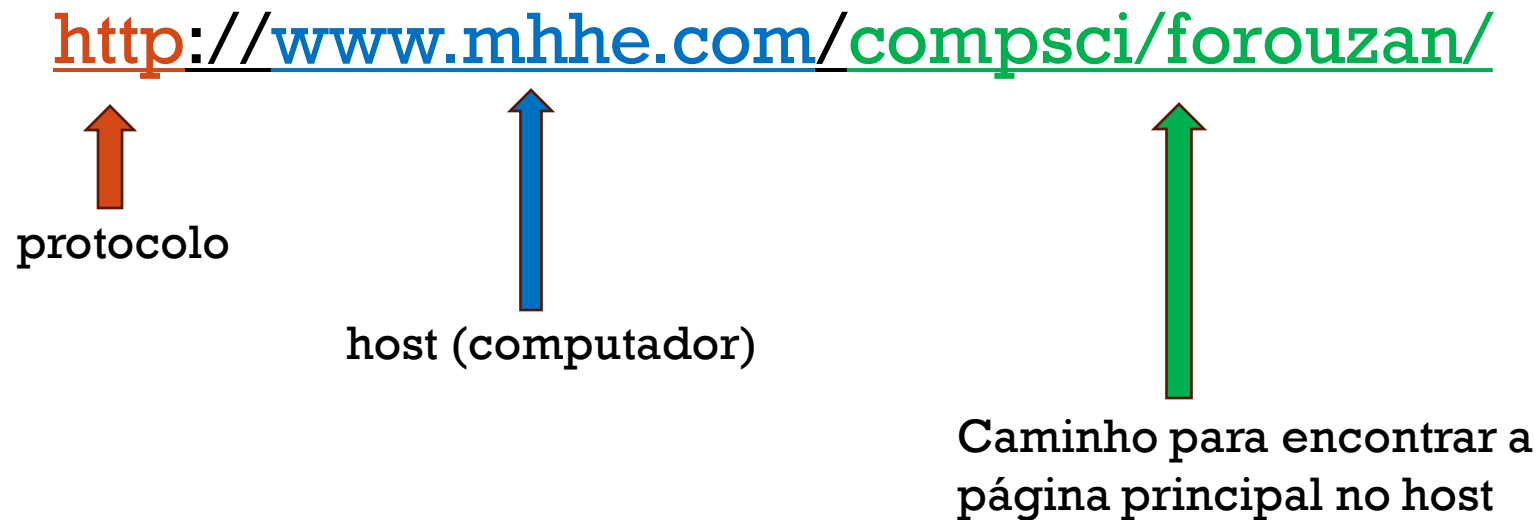 http://www.mhhe.com/compsci/forouzan/
protocolo
host (computador)
Caminho para encontrar a
página principal no host